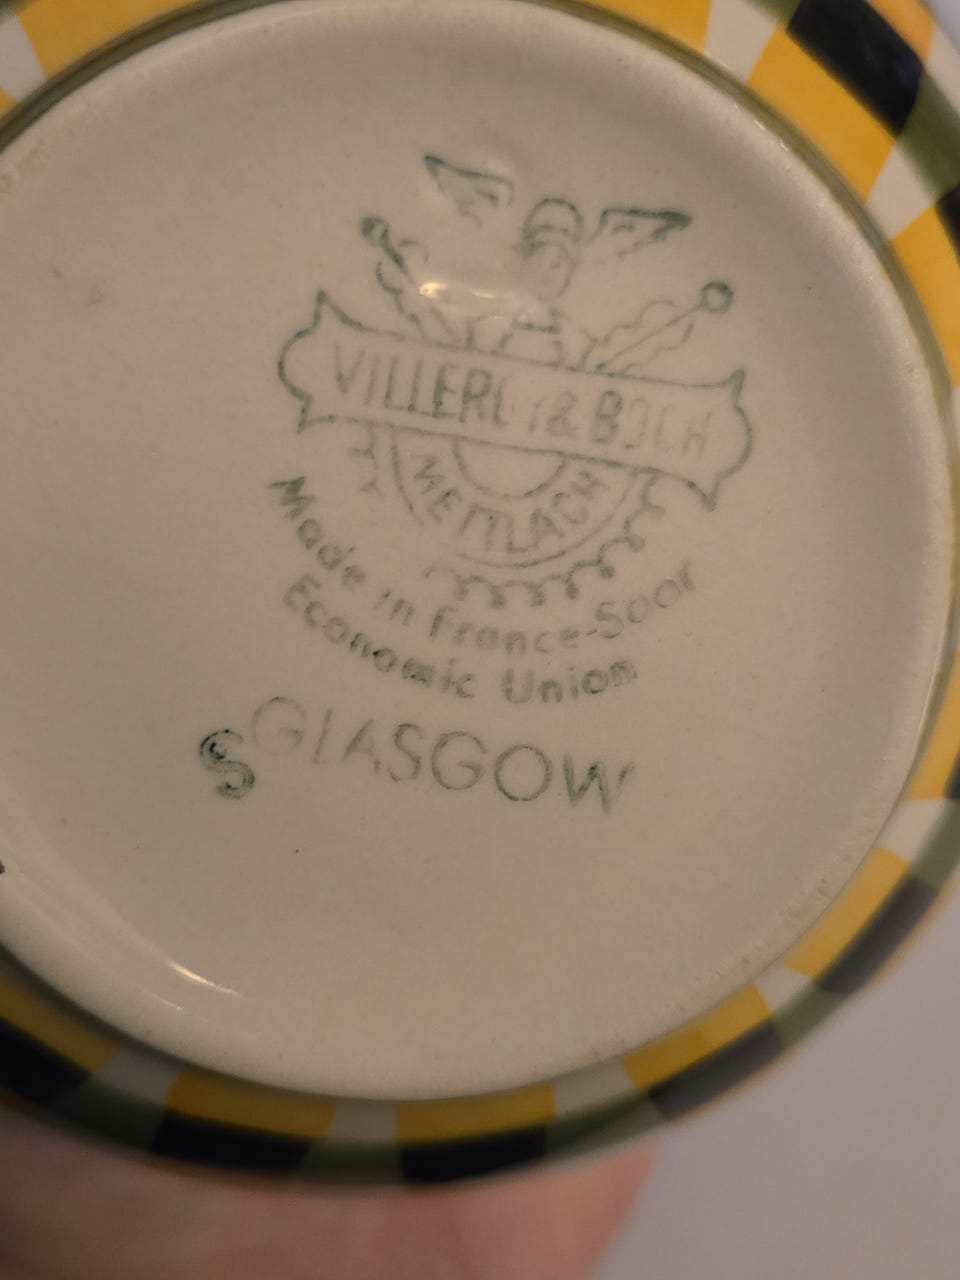 VILLEROY & BOCH
METTLACH
Made in France-Saar
Economic Union
S GLASGOW